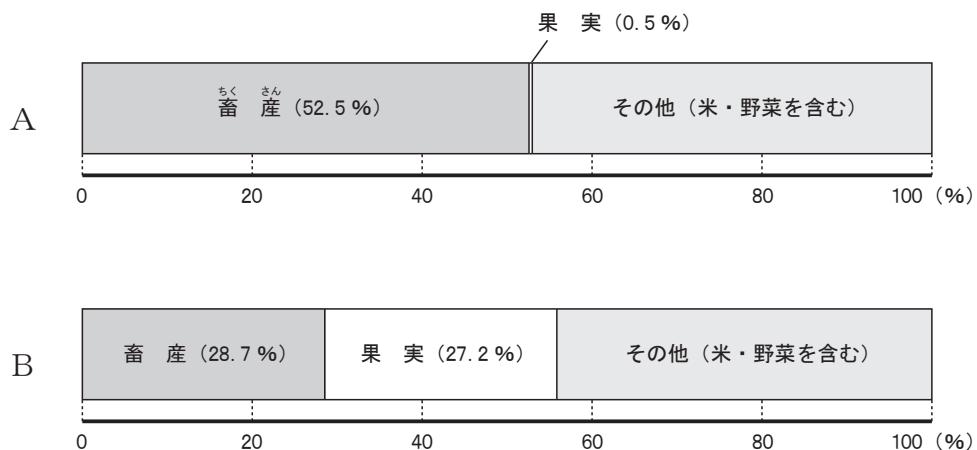 果 実(0.5 %)
A
ちく さん
畜 産(52.5 %)
その他(米・野菜を含む)
0 20 40 60 80 100(%)
B
畜 産(28.7 %)
果 実(27.2 %)
その他(米・野菜を含む)
0 20 40 60 80 100(%)